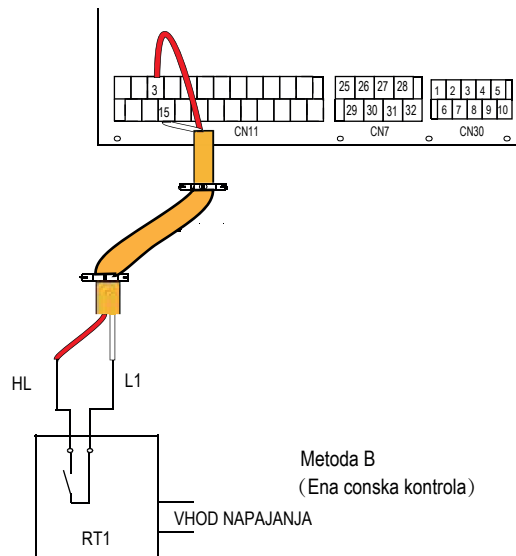 3 25 26 27 28 1 2 3 4 5
15 29 30 31 32 6 7 8 9 10
CN11 CN7 CN30
HL L1
Metoda B
(Ena conska kontrola)
VHOD NAPAJANJA
RT1